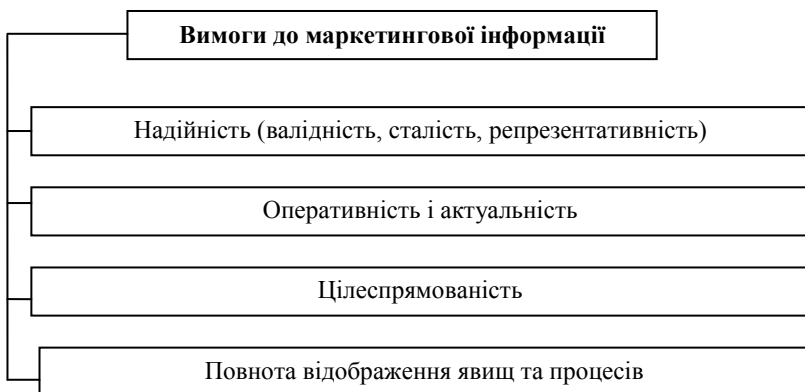 Вимоги до маркетингової інформації
Надійність (валідність, сталість, репрезентативність)
Оперативність і актуальність
Цілеспрямованість
Повнота відображення явищ та процесів